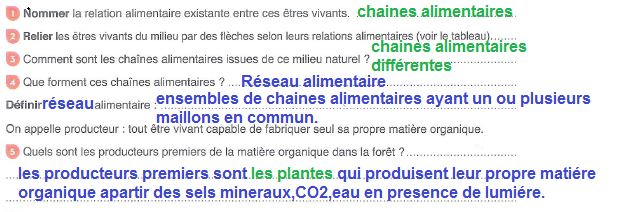 1 Nommer la relation alimentaire existante entre ces êtres vivants. chaines alimentaires
2 Relier les êtres vivants du milieu par des flèches selon leurs relations alimentaires (voir le tableau)......
3 Comment sont les chaînes alimentaires issues de ce milieu naturel ? chaines alimentaires
différentes
4 Que forment ces chaînes alimentaires ? ....Réseau alimentaire
Définir réseau alimentaire : ensembles de chaines alimentaires ayant un ou plusieurs
maillons en commun.
On appelle producteur : tout être vivant capable de fabriquer seul sa propre matière organique.
5 Quels sont les producteurs premiers de la matière organique dans la forêt ?
les producteurs premiers sont les plantes qui produisent leur propre matiére
organique apartir des sels mineraux,CO2,eau en presence de lumiére.